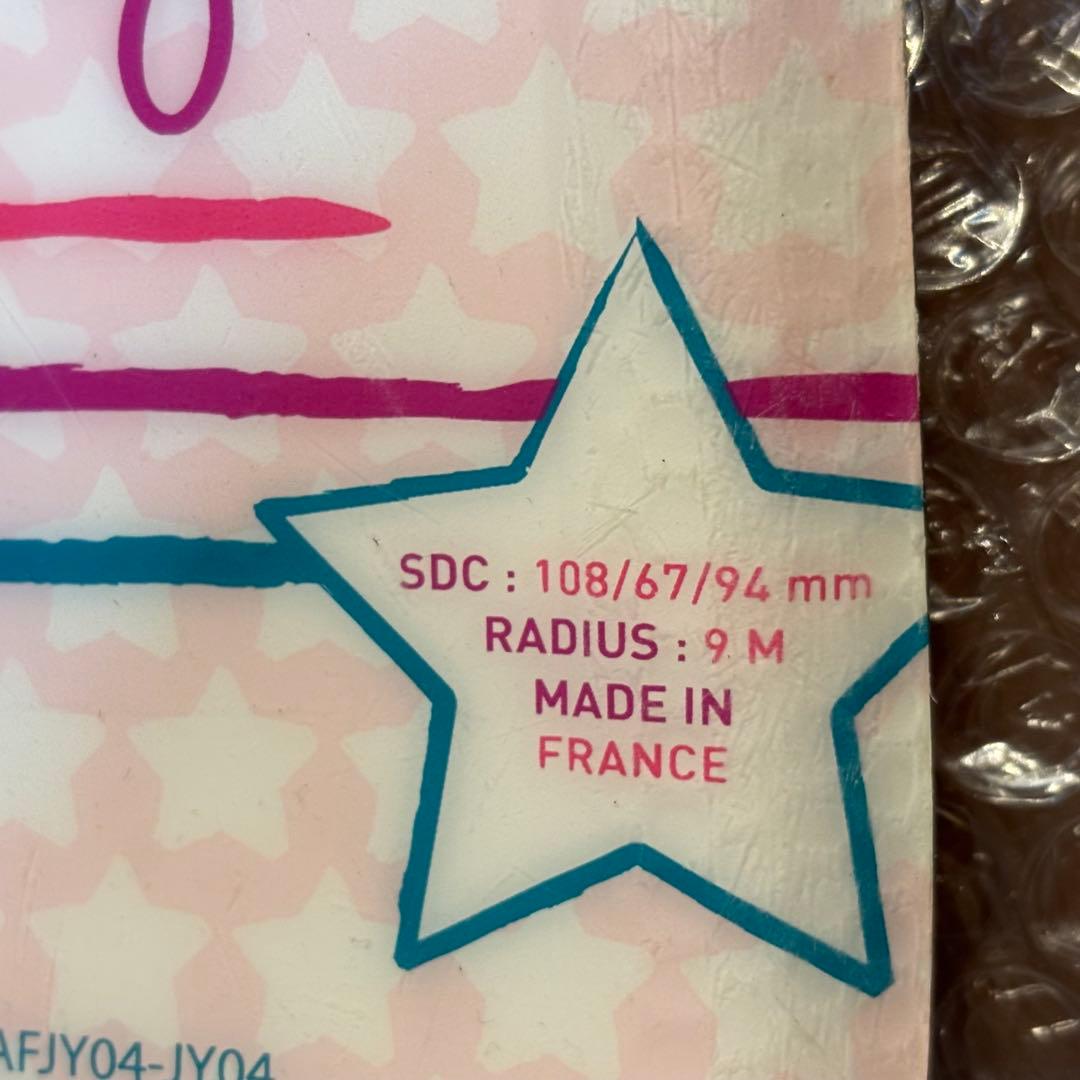 SDC : 108/67/94 mm
RADIUS : 9 M
MADE IN
FRANCE
AFJY04-JY04